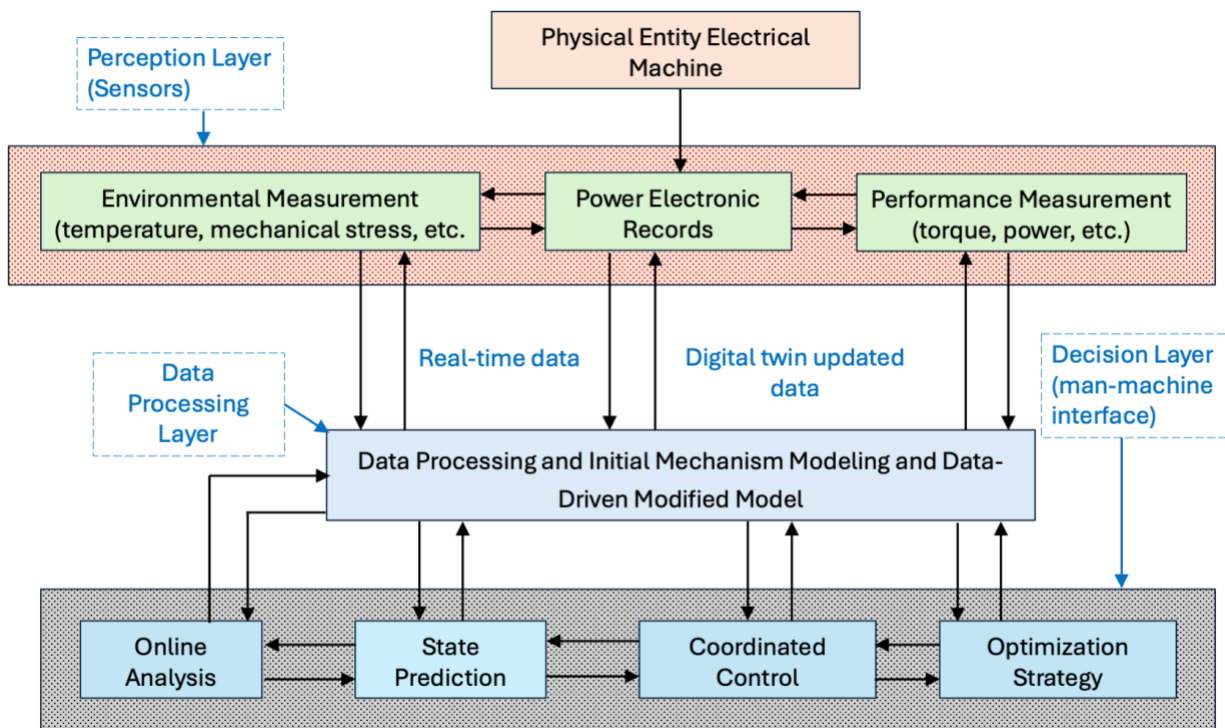 Physical Entity Electrical
Machine
Perception Layer
(Sensors)
Environmental Measurement
(temperature, mechanical stress, etc.
Power Electronic
Records
Performance Measurement
(torque, power, etc.)
Real-time data
Digital twin updated
data
Decision Layer
(man-machine
interface)
Data
Processing
Layer
Data Processing and Initial Mechanism Modeling and Data-
Driven Modified Model
Online
Analysis
State
Prediction
Coordinated
Control
Optimization
Strategy